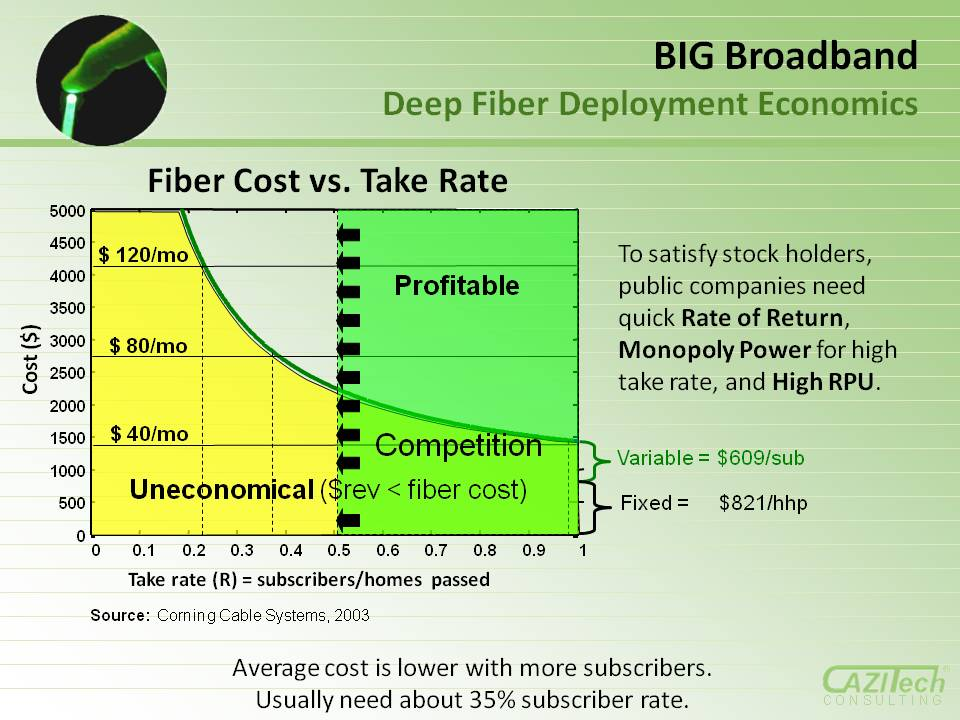 BIG Broadband
Deep Fiber Deployment Economics
Fiber Cost vs. Take Rate
5000
4500
4000
3500
3000
2500
2000
1500
1000
500
0
Cost ($)
$ 120/mo
$ 80/mo
$ 40/mo
Profitable
Competition
Uneconomical ($rev < fiber cost)
0 0.1 0.2 0.3 0.4 0.5 0.6 0.7 0.8 0.9 1
Take rate (R) = subscribers/homes passed
Source: Corning Cable Systems, 2003
To satisfy stock holders,
public companies need
quick Rate of Return,
Monopoly Power for high
take rate, and High RPU.
Variable = $609/sub
Fixed = $821/hhp
Average cost is lower with more subscribers.
Usually need about 35% subscriber rate.
CAZITech
CONSULTING